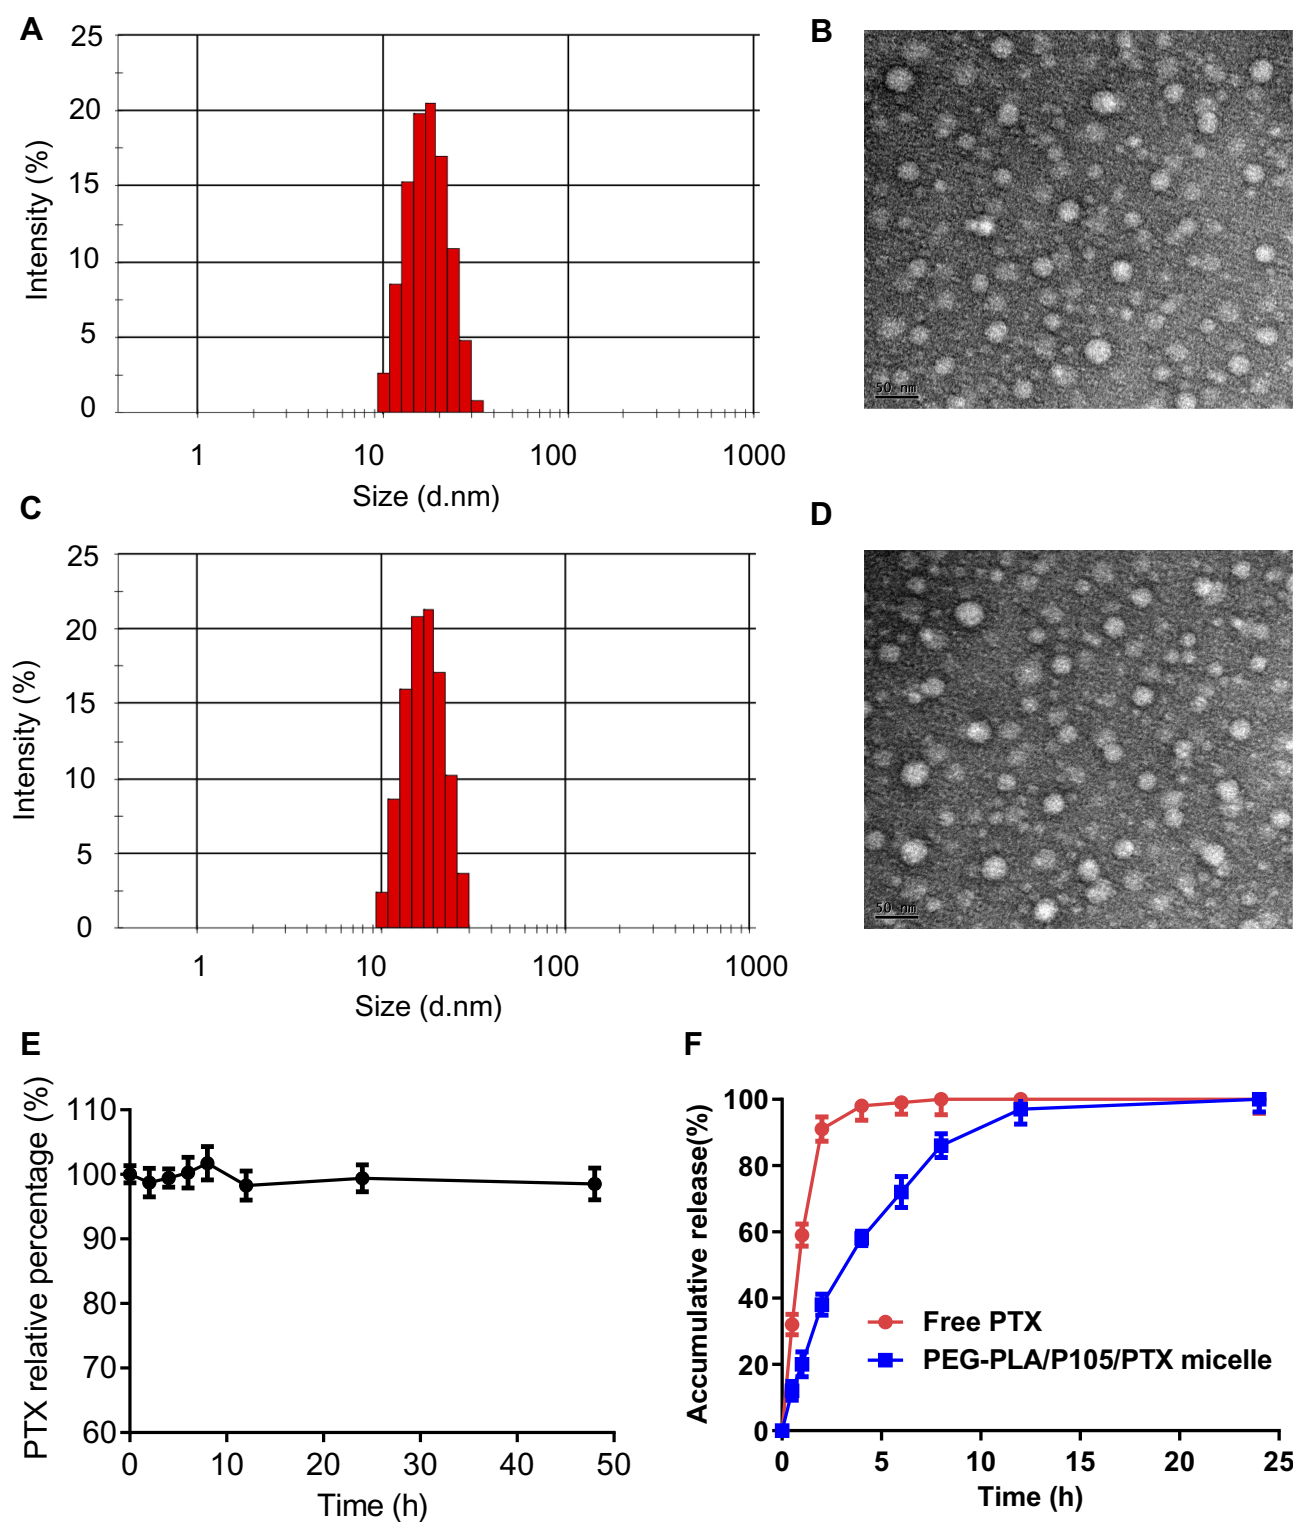 A
25
20
15
10
5
0
Intensity (%)
1 10 100 1000
Size (d.nm)
B
50 nm
C
25
20
15
10
5
0
Intensity (%)
1 10 100 1000
Size (d.nm)
D
50 nm
E
110
100
90
80
70
60
PTX relative percentage (%)
0 10 20 30 40 50
Time (h)
F
100
80
60
40
20
0
Accumulative release(%)
Free PTX
PEG-PLA/P105/PTX micelle
0 5 10 15 20 25
Time (h)